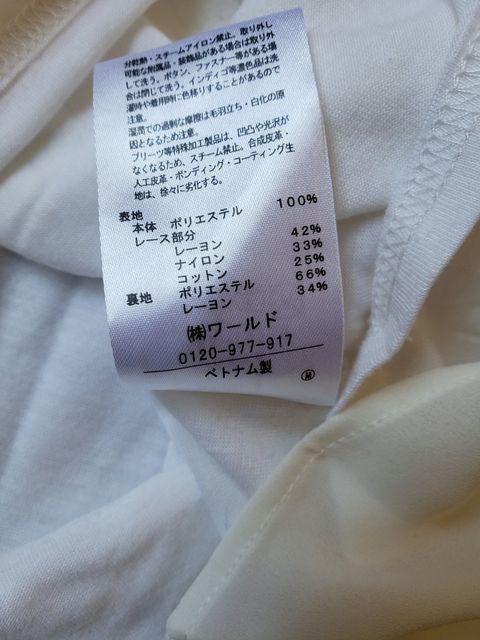 分乾熱・スチームアイロン禁止。取り外し
可能な附属品・装飾品がある場合は取り外
して洗う。ボタン、ファスナー等がある場
合は閉じて洗う。インディゴ等濃色品は洗
濯時や着用時に色移りすることがあるので
注意。
湿潤での過剰な摩擦は毛羽立ち・白化の原
因となるため注意。
プリーツ等特殊加工製品は、凹凸や光沢が
なくなるため、スチーム禁止。合成皮革・
人工皮革・ボンディング・コーティング生
地は、徐々に劣化する。
表地
本体 ポリエステル 100%
レース部分
レーヨン 42%
ナイロン 33%
コットン 25%
裏地 ポリエステル 66%
レーヨン 34%
㈱ワールド
0120-977-917
ベトナム製 Ⓜ